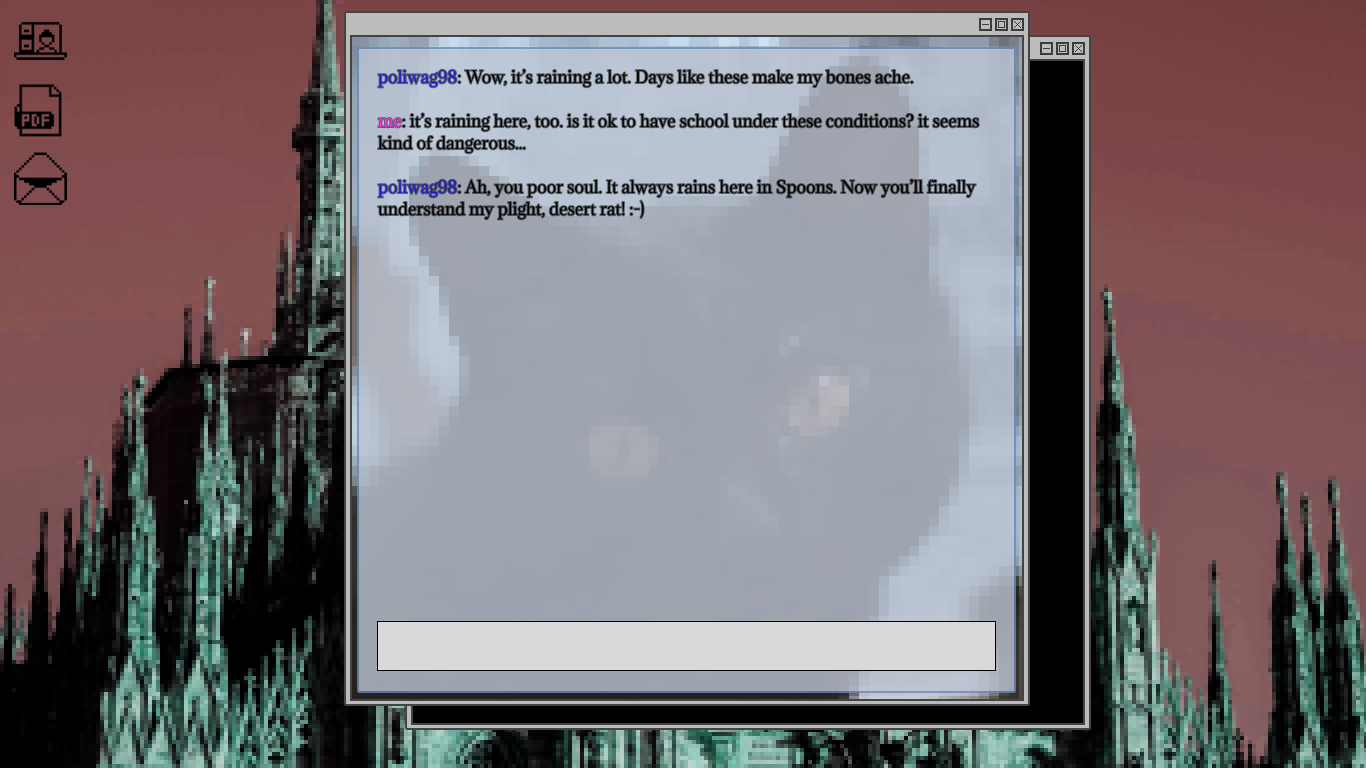 PDF
poliwag98: Wow, it’s raining a lot. Days like these make my bones ache.
me: it’s raining here, too. is it ok to have school under these conditions? it seems
kind of dangerous...
poliwag98: Ah, you poor soul. It always rains here in Spoons. Now you’ll finally
understand my plight, desert rat! :-)